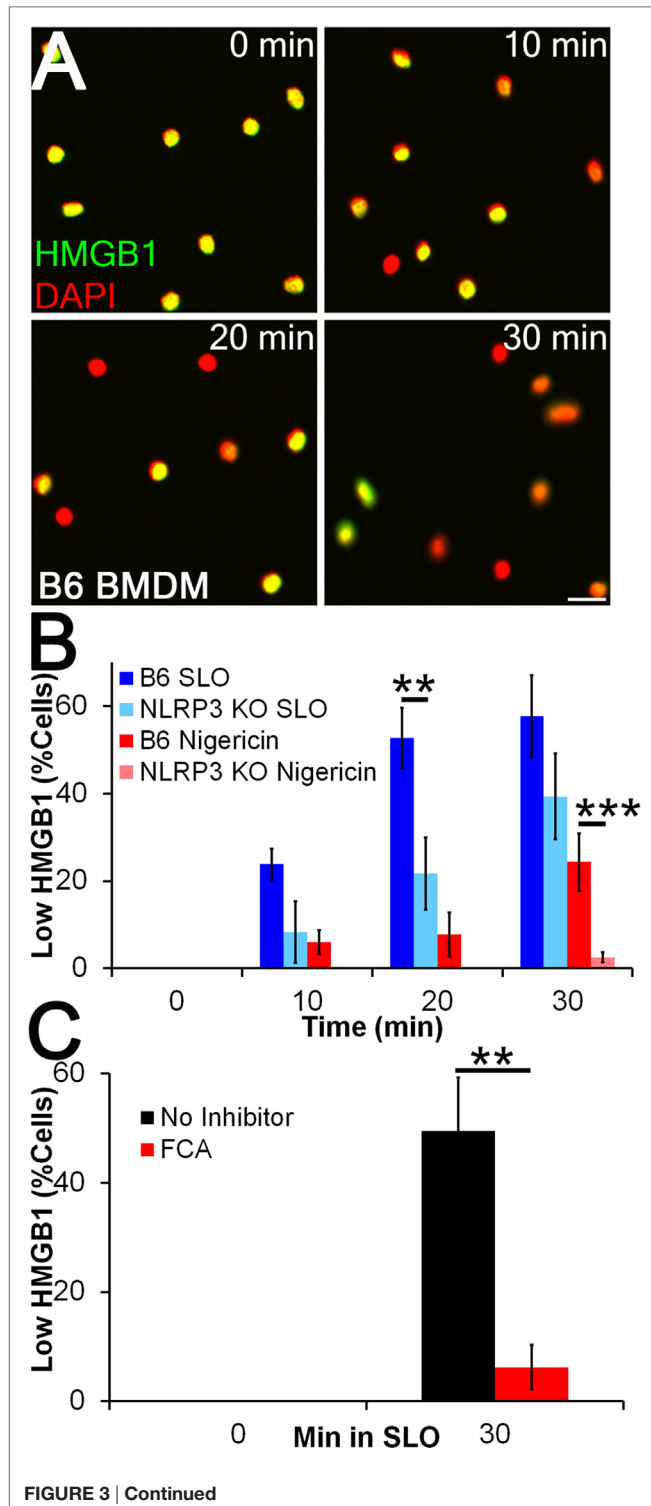 A
0 min
10 min
HMGB1
DAPI
20 min
30 min
B6 BMDM
B
Low HMGB1 (%Cells)
60
40
20
0
B6 SLO
NLRP3 KO SLO
B6 Nigericin
NLRP3 KO Nigericin
**
***
0
10
20
30
Time (min)
C
Low HMGB1 (%Cells)
60
40
20
0
No Inhibitor
FCA
**
0
30
Min in SLO
FIGURE 3 | Continued